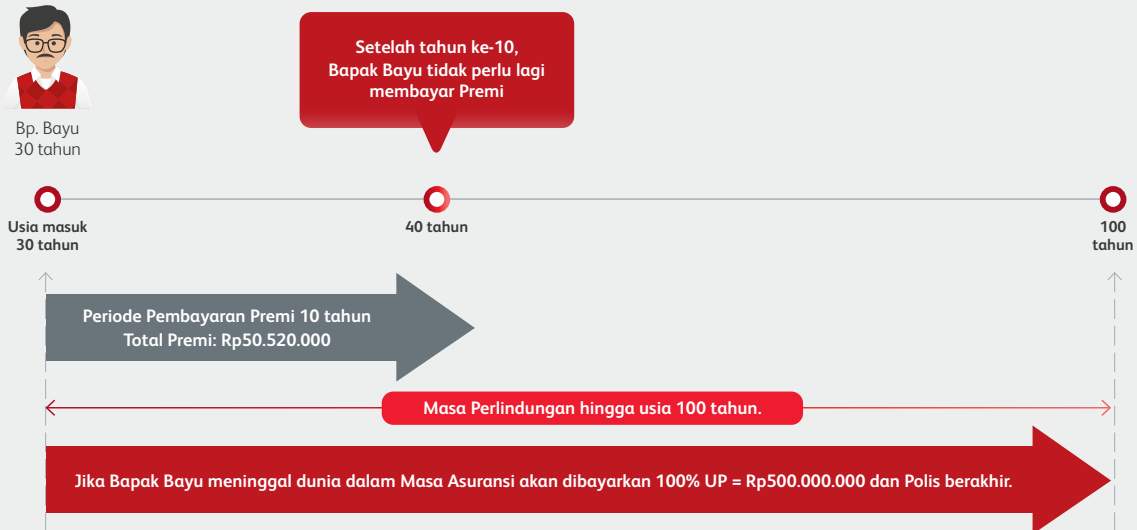 Setelah tahun ke-10,
Bapak Bayu tidak perlu lagi
membayar Premi
Bp. Bayu
30 tahun
Usia masuk
30 tahun
40 tahun
100
tahun
Periode Pembayaran Premi 10 tahun
Total Premi: Rp50.520.000
Masa Perlindungan hingga usia 100 tahun.
Jika Bapak Bayu meninggal dunia dalam Masa Asuransi akan dibayarkan 100% UP = Rp500.000.000 dan Polis berakhir.